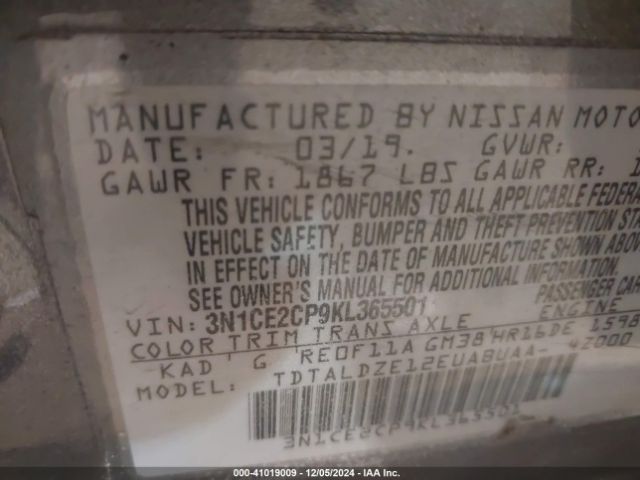 MANUFACTURED BY NISSAN MOTO
DATE: 03/19. GVWR:
GAWR FR: 1867 LBS GAWR RR: 1
THIS VEHICLE CONFORMS TO ALL APPLICABLE FEDERA
VEHICLE SAFETY, BUMPER AND THEFT PREVENTION STA
IN EFFECT ON THE DATE OF MANUFACTURE SHOWN ABOV
SEE OWNER'S MANUAL FOR ADDITIONAL INFORMATION.
VIN: 3N1CE2CP9KL365501 PASSENGER CAR
COLOR TRIM TRANS AXLE ENGINE
KAD G RE0F11A GM38 HR16DE 1598
MODEL: TDTALDZE12EUABUAA- 42000
3N1CE2CP9KL365501
000-41019009 - 12/05/2024 - IAA